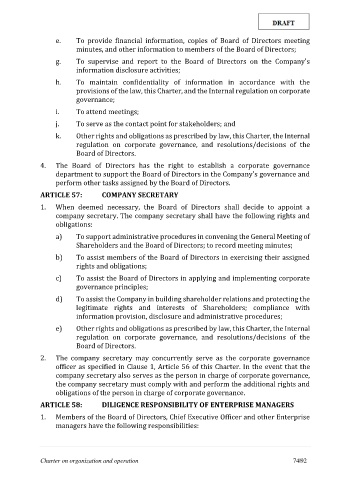 DRAFT
e. To provide financial information, copies of Board of Directors meeting
minutes, and other information to members of the Board of Directors;
g. To supervise and report to the Board of Directors on the Company's
information disclosure activities;
h. To maintain confidentiality of information in accordance with the
provisions of the law, this Charter, and the Internal regulation on corporate
governance;
i. To attend meetings;
j. To serve as the contact point for stakeholders; and
k. Other rights and obligations as prescribed by law, this Charter, the Internal
regulation on corporate governance, and resolutions/decisions of the
Board of Directors.
4. The Board of Directors has the right to establish a corporate governance
department to support the Board of Directors in the Company's governance and
perform other tasks assigned by the Board of Directors.
ARTICLE 57: COMPANY SECRETARY
1. When deemed necessary, the Board of Directors shall decide to appoint a
company secretary. The company secretary shall have the following rights and
obligations:
a) To support administrative procedures in convening the General Meeting of
Shareholders and the Board of Directors; to record meeting minutes;
b) To assist members of the Board of Directors in exercising their assigned
rights and obligations;
c) To assist the Board of Directors in applying and implementing corporate
governance principles;
d) To assist the Company in building shareholder relations and protecting the
legitimate rights and interests of Shareholders; compliance with
information provision, disclosure and administrative procedures;
e) Other rights and obligations as prescribed by law, this Charter, the Internal
regulation on corporate governance, and resolutions/decisions of the
Board of Directors.
2. The company secretary may concurrently serve as the corporate governance
officer as specified in Clause 1, Article 56 of this Charter. In the event that the
company secretary also serves as the person in charge of corporate governance,
the company secretary must comply with and perform the additional rights and
obligations of the person in charge of corporate governance.
ARTICLE 58: DILIGENCE RESPONSIBILITY OF ENTERPRISE MANAGERS
1. Members of the Board of Directors, Chief Executive Officer and other Enterprise
managers have the following responsibilities:
Charter on organization and operation 74/92